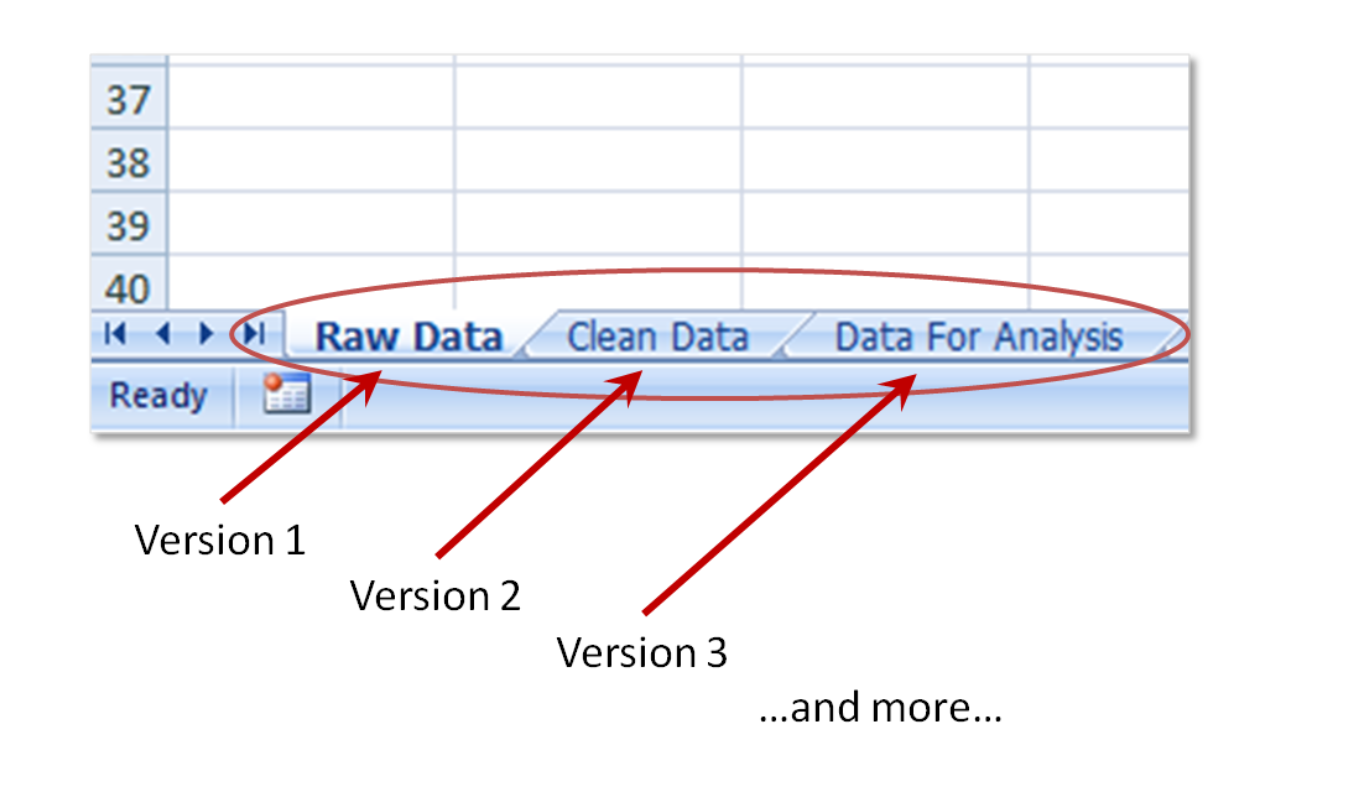 37
38
39
40
Raw Data Clean Data Data For Analysis
Ready
Version 1
Version 2
Version 3
...and more...